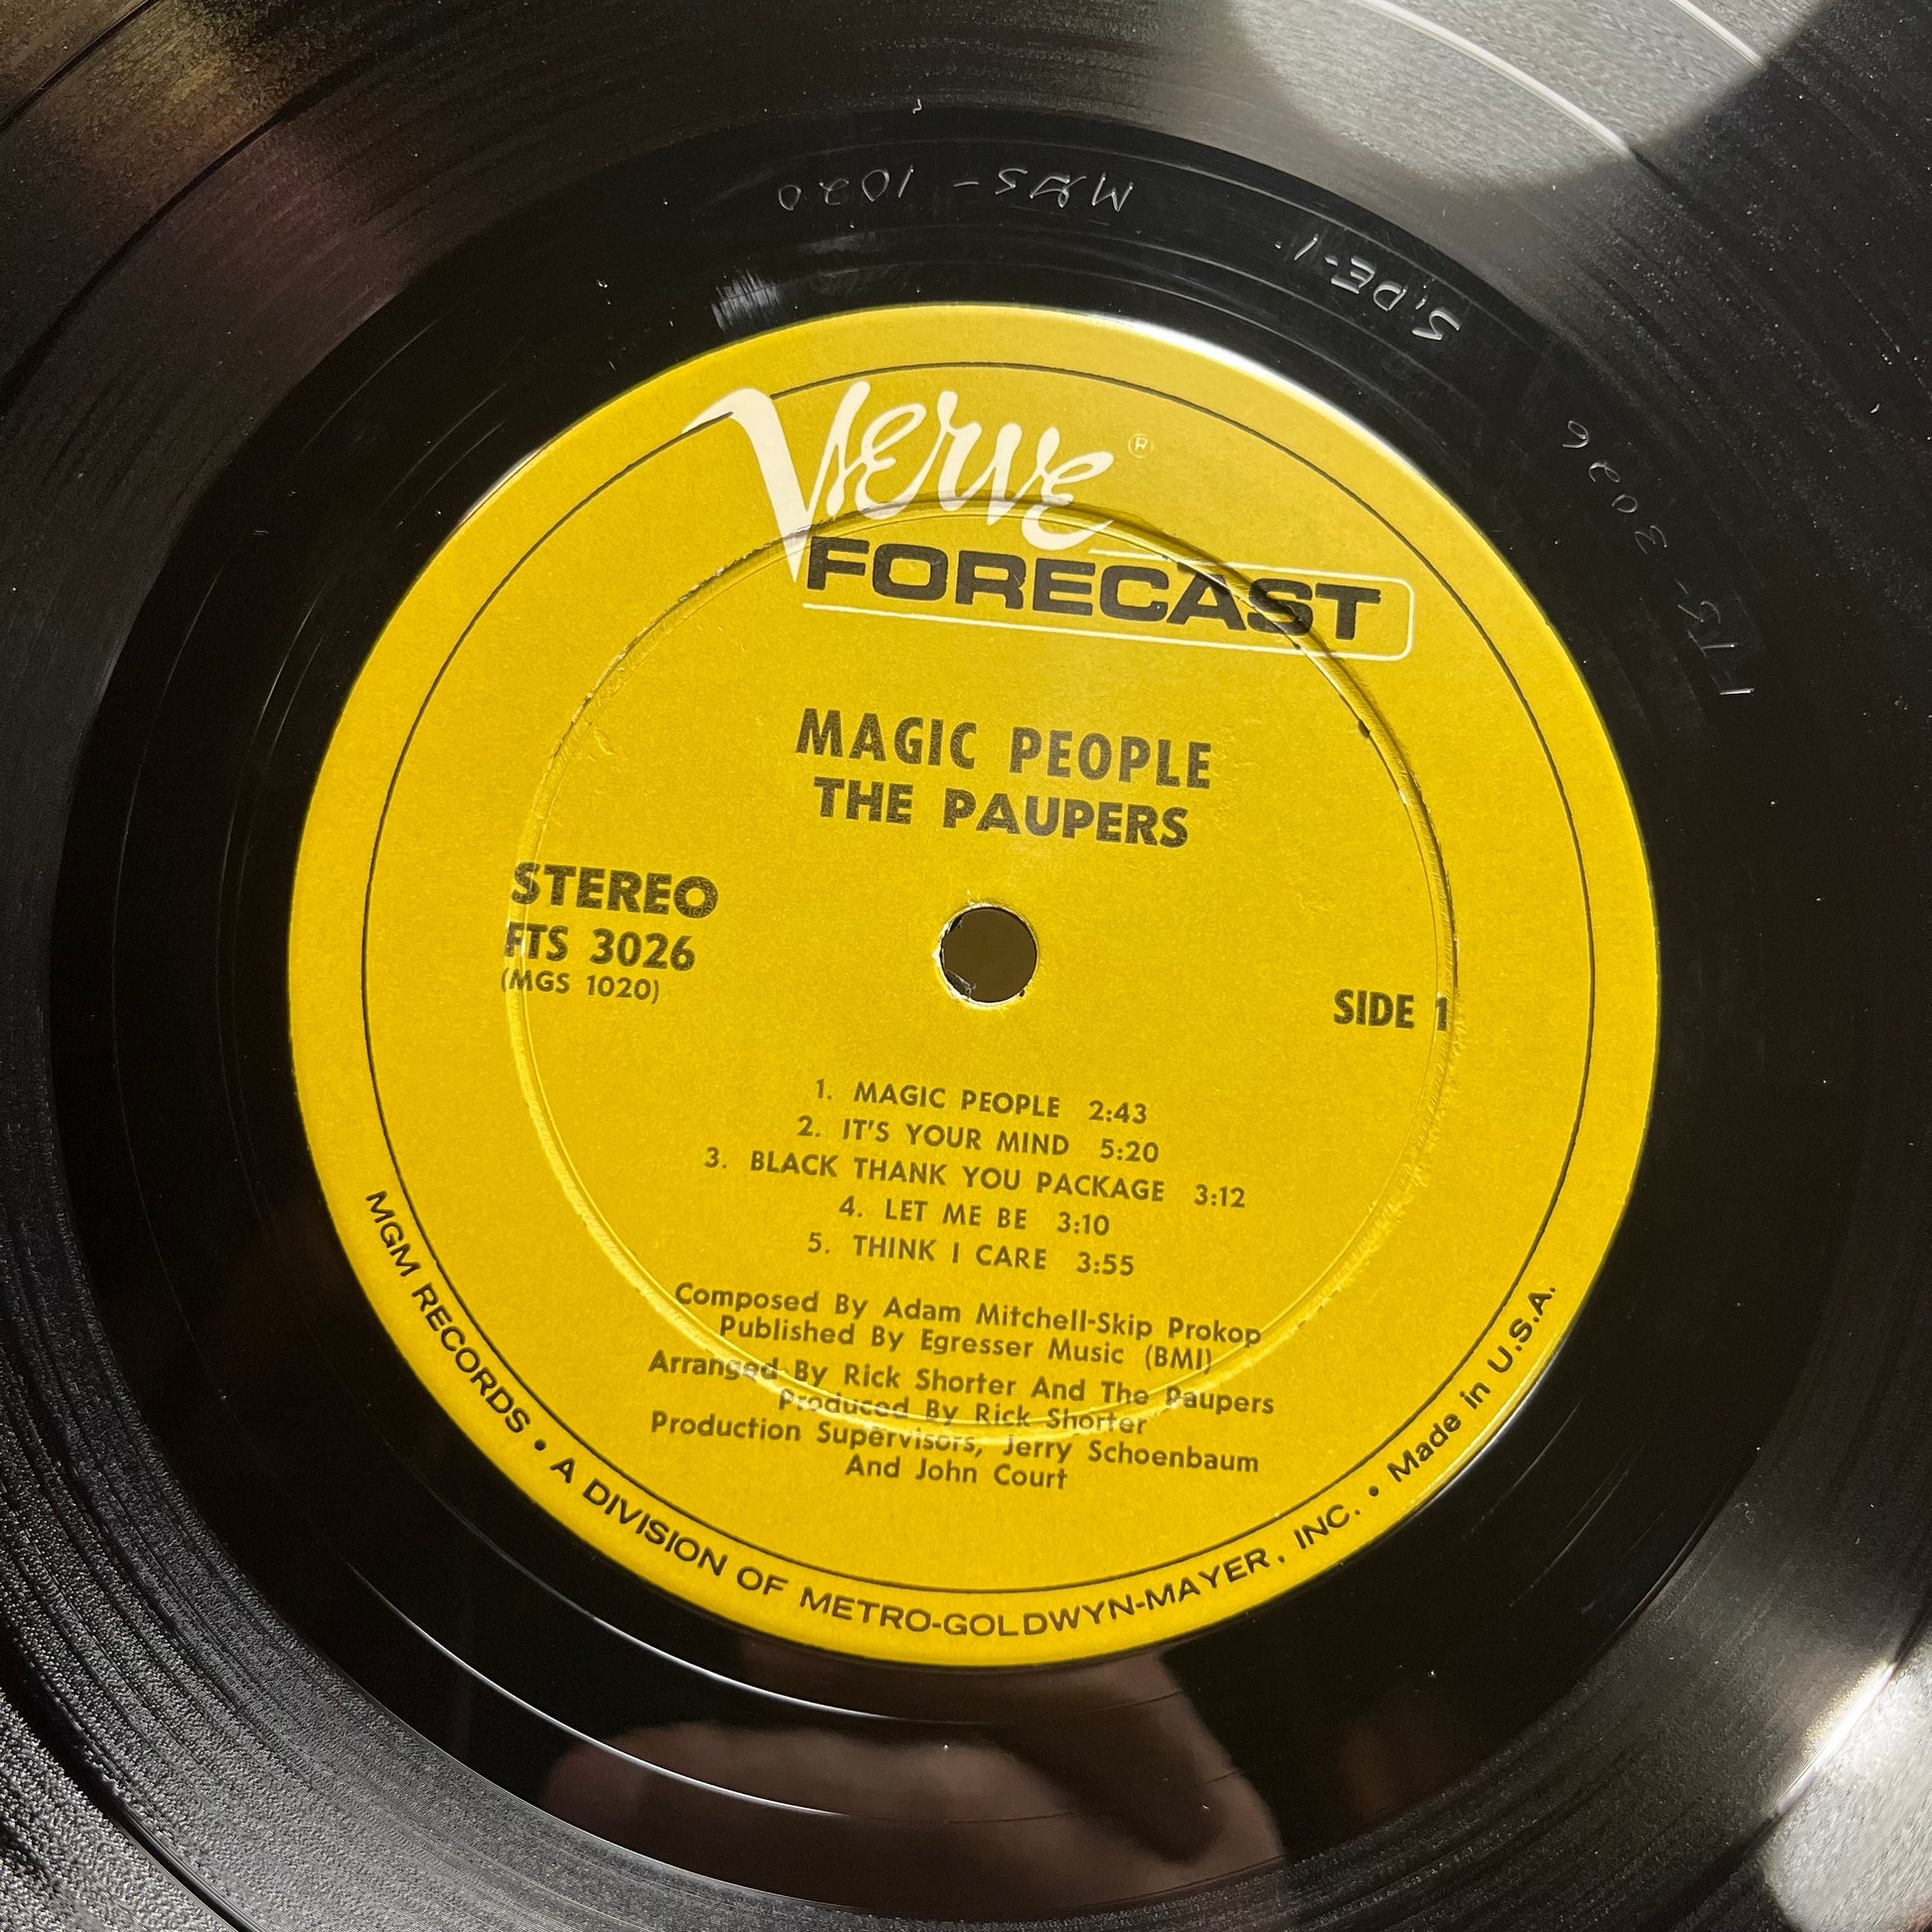 MGS-1020
SIDE-1
FTS-3026
Verve ®
FORECAST
MAGIC PEOPLE
THE PAUPERS
STEREO
FTS 3026
(MGS 1020)
SIDE 1
1. MAGIC PEOPLE 2:43
2. IT'S YOUR MIND 5:20
3. BLACK THANK YOU PACKAGE 3:12
4. LET ME BE 3:10
5. THINK I CARE 3:55
Composed By Adam Mitchell-Skip Prokop
Published By Egresser Music (BMI)
Arranged By Rick Shorter And The Paupers
Produced By Rick Shorter
Production Supervisors, Jerry Schoenbaum
And John Court
MGM RECORDS • A DIVISION OF METRO-GOLDWYN-MAYER, INC. • Made in U.S.A.